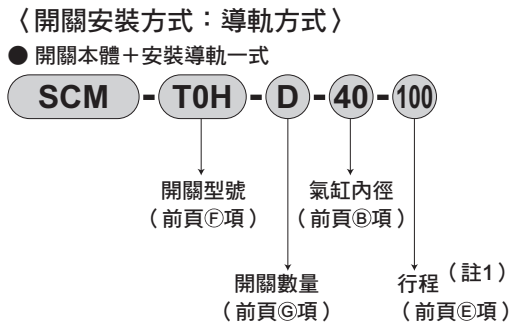 〈開關安裝方式：導軌方式〉
● 開關本體＋安裝導軌一式
SCM - T0H - D - 40 - 100
開關型號
（前頁Ⓕ項）
氣缸內徑
（前頁Ⓑ項）
開關數量
（前頁Ⓖ項）
行程（註1）
（前頁Ⓔ項）